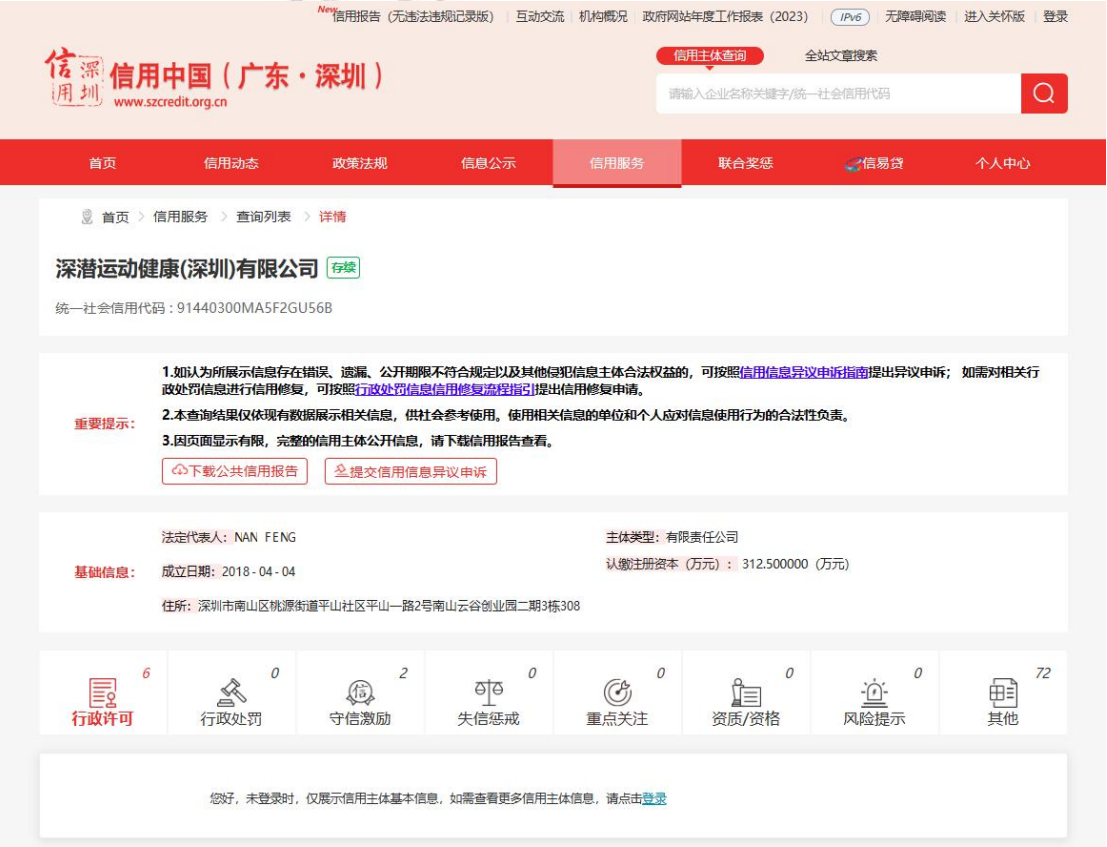 New 信用报告（无违法违规记录版） 互动交流 机构概况 政府网站年度工作报表（2023） IPv6 无障碍阅读 进入关怀版 登录
信用主体查询 全站文章搜索
信用 深圳 信用中国（广东·深圳）
www.szcredit.org.cn
请输入企业名称关键字/统一社会信用代码
首页 信用动态 政策法规 信息公示 信用服务 联合奖惩 信易贷 个人中心
首页 > 信用服务 > 查询列表 > 详情
深潜运动健康(深圳)有限公司 存续
统一社会信用代码 : 91440300MA5F2GU56B
重要提示：
1.如认为所展示信息存在错误、遗漏、公开期限不符合规定以及其他侵犯信息主体合法权益的，可按照信用信息异议申诉指南提出异议申诉； 如需对相关行
政处罚信息进行信用修复，可按照行政处罚信息信用修复流程指引提出信用修复申请。
2.本查询结果仅依现有数据展示相关信息，供社会参考使用。使用相关信息的单位和个人应对信息使用行为的合法性负责。
3.因页面显示有限，完整的信用主体公开信息，请下载信用报告查看。
下载公共信用报告 提交信用信息异议申诉
基础信息：
法定代表人： NAN FENG 主体类型： 有限责任公司
认缴注册资本（万元）： 312.500000（万元）
成立日期： 2018-04-04
住所： 深圳市南山区桃源街道平山社区平山一路2号南山云谷创业园二期3栋308
6 0 2 0 0 0 0 72
信
行政许可 行政处罚 守信激励 失信惩戒 重点关注 资质/资格 风险提示 其他
您好，未登录时，仅展示信用主体基本信息，如需查看更多信用主体信息，请点击登录